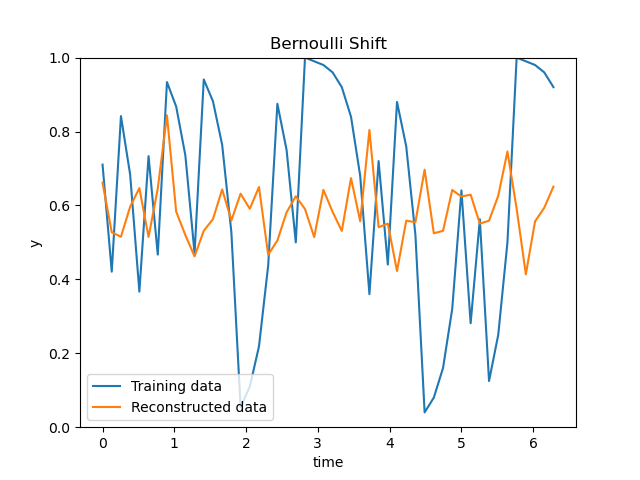 Bernoulli Shift
y
1.0
0.8
0.6
0.4
0.2
0.0
Training data
Reconstructed data
0 1 2 3 4 5 6
time